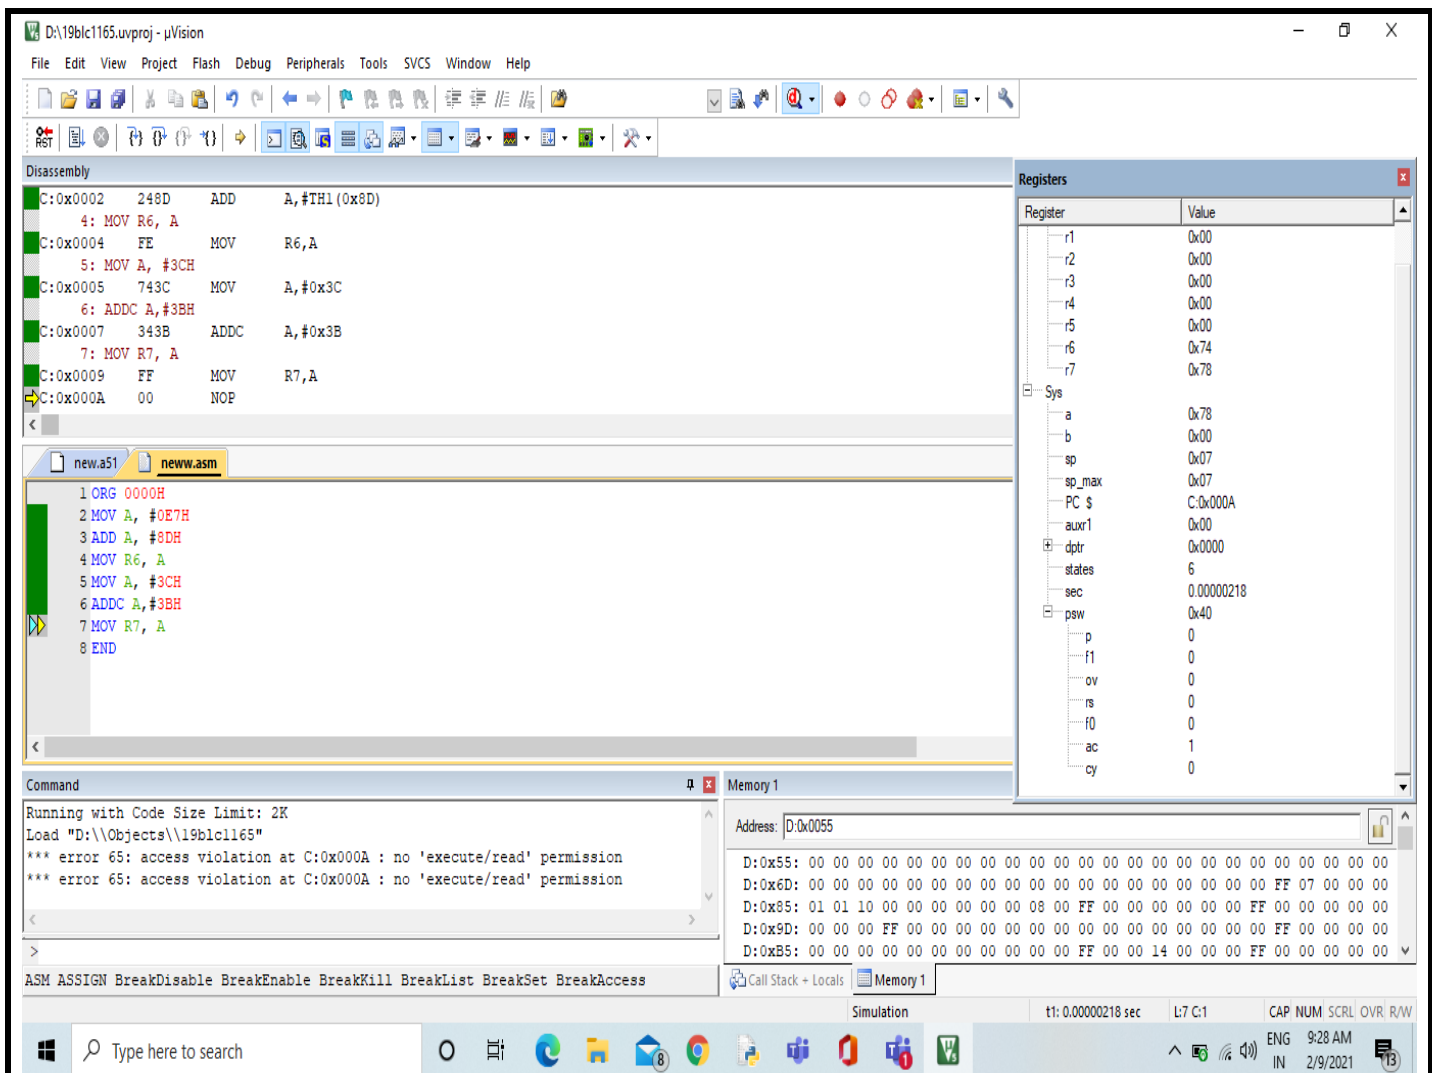 D:\19blc1165.uvproj - µVision
File Edit View Project Flash Debug Peripherals Tools SVCS Window Help
RST
Disassembly
C:0x0002 248D ADD A,#TH1(0x8D)
4: MOV R6, A
C:0x0004 FE MOV R6,A
5: MOV A, #3CH
C:0x0005 743C MOV A,#0x3C
6: ADDC A,#3BH
C:0x0007 343B ADDC A,#0x3B
7: MOV R7, A
C:0x0009 FF MOV R7,A
C:0x000A 00 NOP
new.a51 neww.asm
1 ORG 0000H
2 MOV A, #0E7H
3 ADD A, #8DH
4 MOV R6, A
5 MOV A, #3CH
6 ADDC A,#3BH
7 MOV R7, A
8 END
Registers
Register Value
r1 0x00
r2 0x00
r3 0x00
r4 0x00
r5 0x00
r6 0x74
r7 0x78
Sys
a 0x78
b 0x00
sp 0x07
sp_max 0x07
PC $ C:0x000A
auxr1 0x00
dptr 0x0000
states 6
sec 0.00000218
psw 0x40
p 0
f1 0
ov 0
rs 0
f0 0
ac 1
cy 0
Command
Running with Code Size Limit: 2K
Load "D:\\Objects\\19blc1165"
*** error 65: access violation at C:0x000A : no 'execute/read' permission
*** error 65: access violation at C:0x000A : no 'execute/read' permission
>
ASM ASSIGN BreakDisable BreakEnable BreakKill BreakList BreakSet BreakAccess
Memory 1
Address: D:0x0055
D:0x55: 00 00 00 00 00 00 00 00 00 00 00 00 00 00 00 00 00 00 00 00 00 00 00 00
D:0x6D: 00 00 00 00 00 00 00 00 00 00 00 00 00 00 00 00 00 00 00 FF 07 00 00 00
D:0x85: 01 01 10 00 00 00 00 00 00 08 00 FF 00 00 00 00 00 00 FF 00 00 00 00 00
D:0x9D: 00 00 00 FF 00 00 00 00 00 00 00 00 00 00 00 00 00 00 00 FF 00 00 00 00
D:0xB5: 00 00 00 00 00 00 00 00 00 00 00 FF 00 00 14 00 00 00 FF 00 00 00 00 00
Call Stack + Locals Memory 1
Simulation t1: 0.00000218 sec L:7 C:1 CAP NUM SCRL OVR R/W
Type here to search
8
1
ENG
IN
9:28 AM
2/9/2021
13